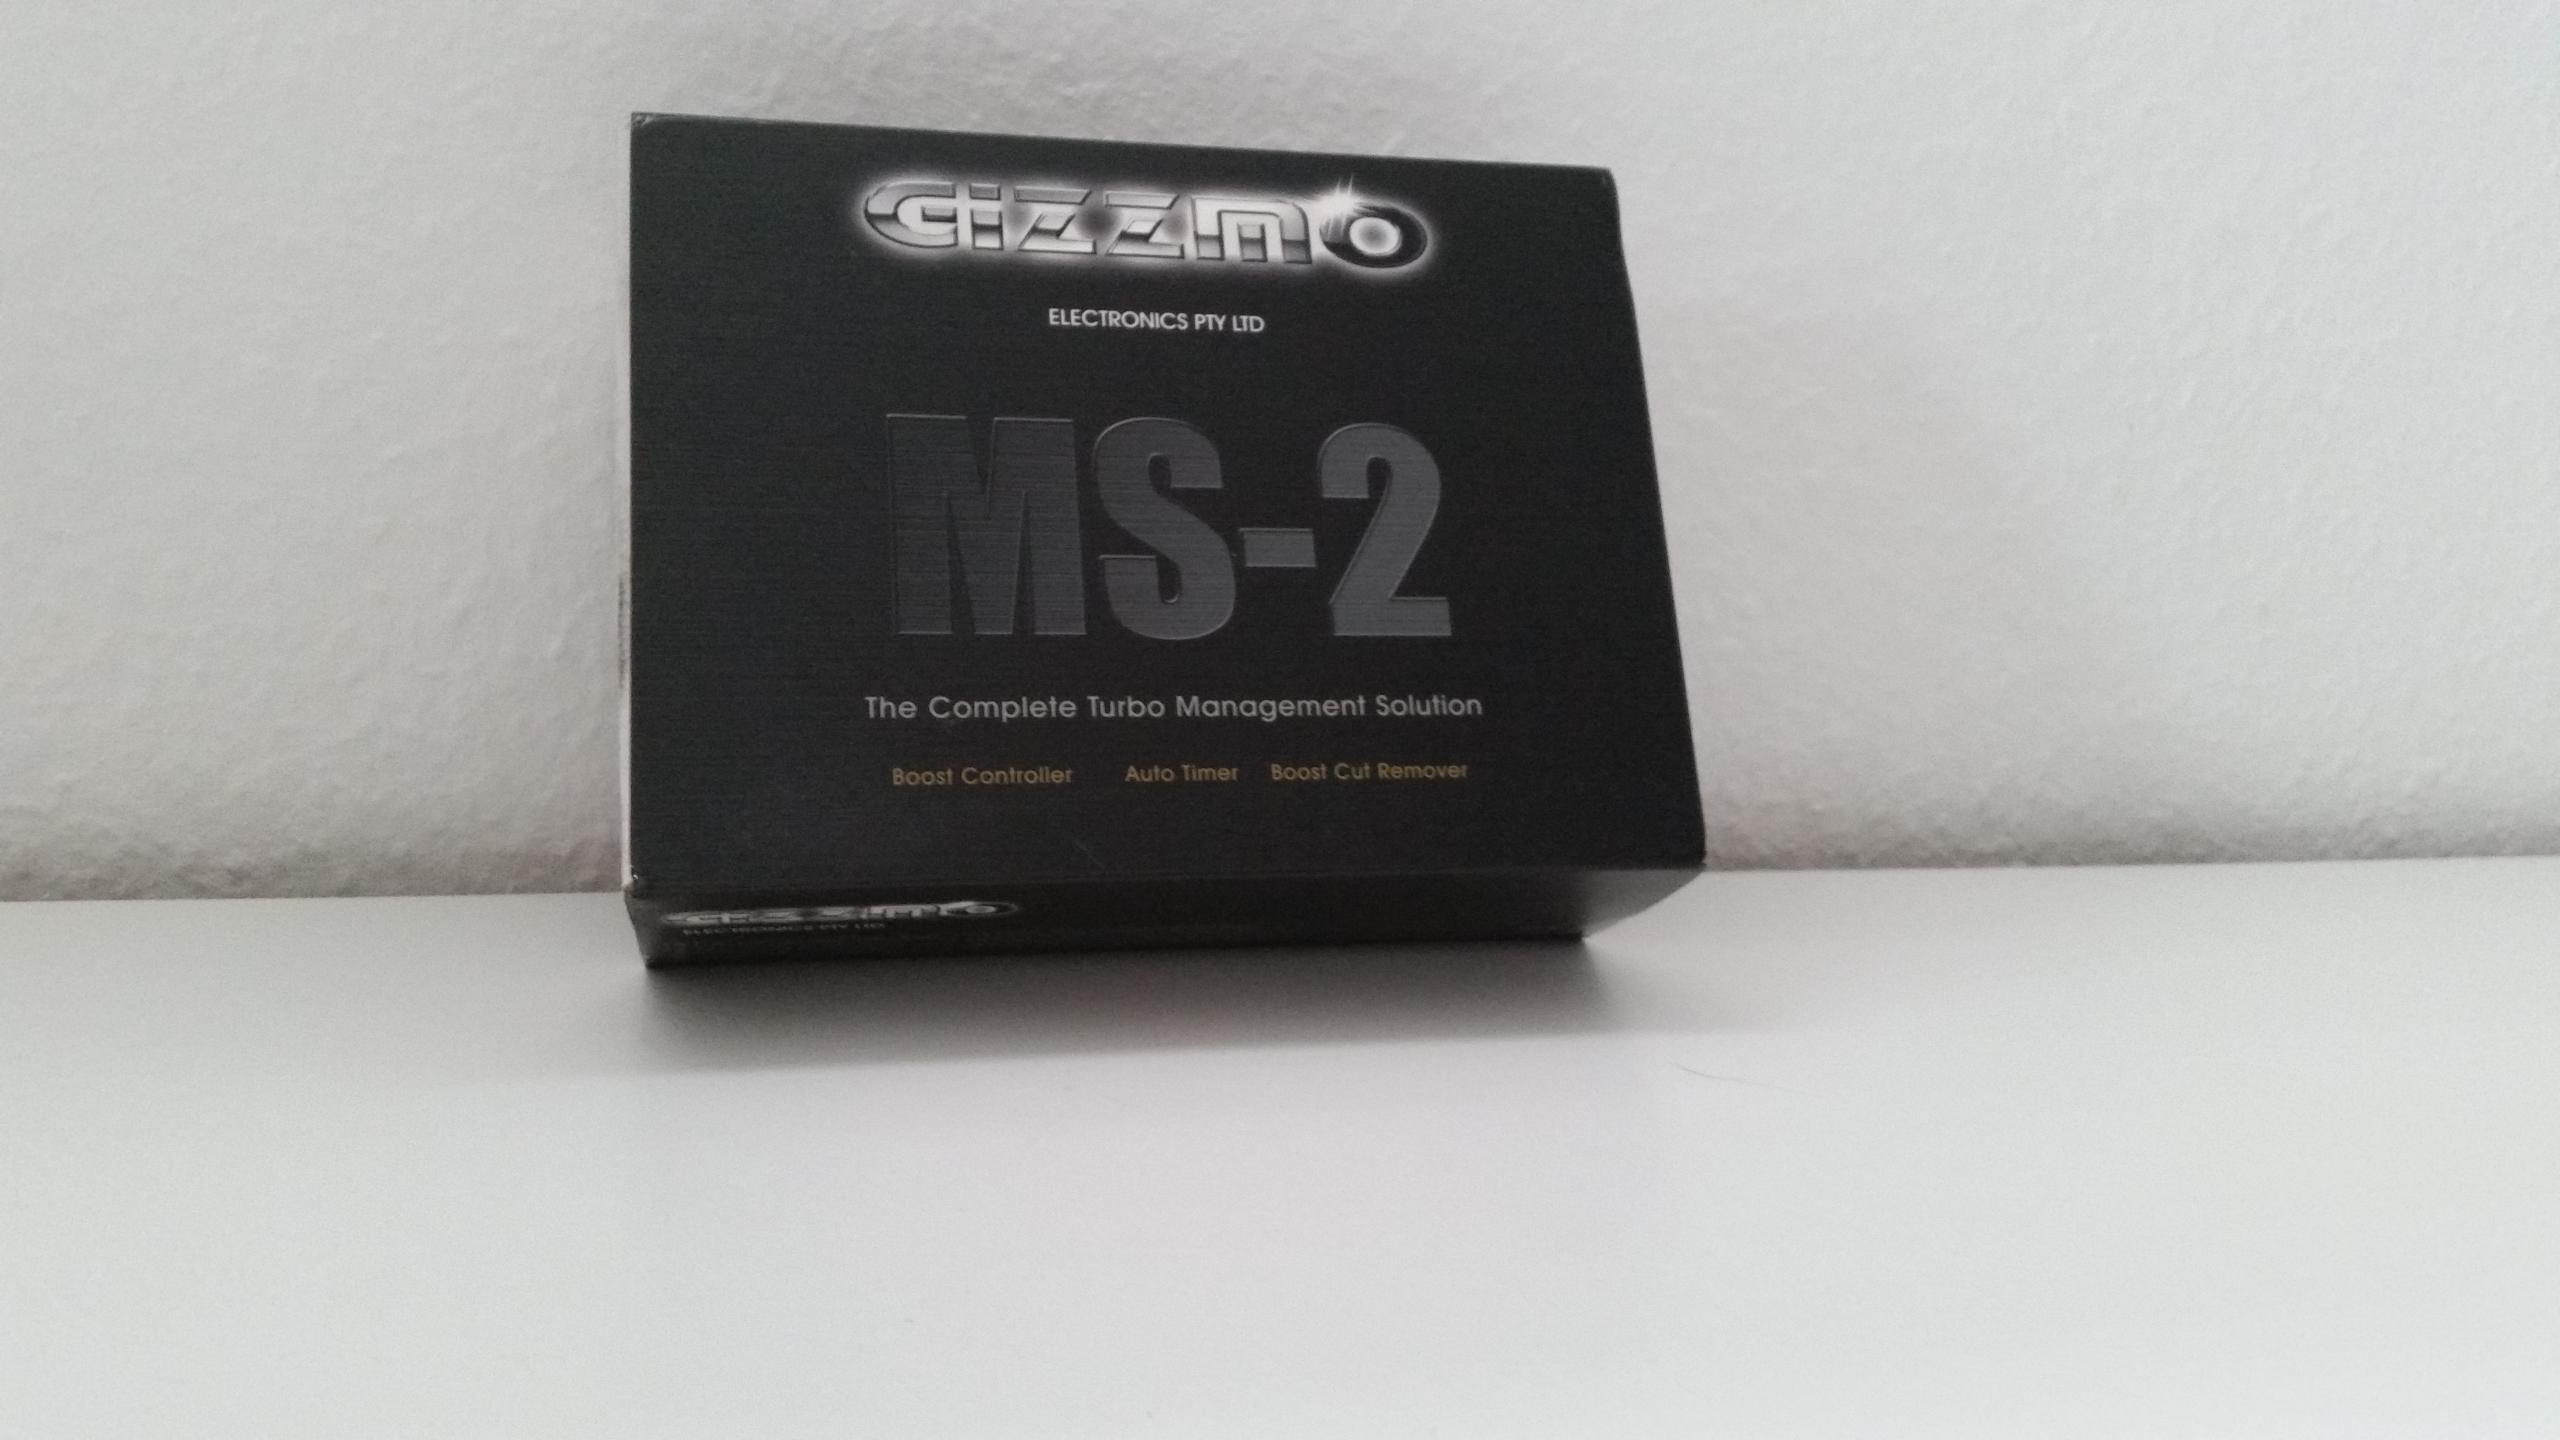 GIZZMO
ELECTRONICS PTY LTD
MS-2
The Complete Turbo Management Solution
Boost Controller Auto Timer Boost Cut Remover
GIZZMO
ELECTRONICS PTY LTD